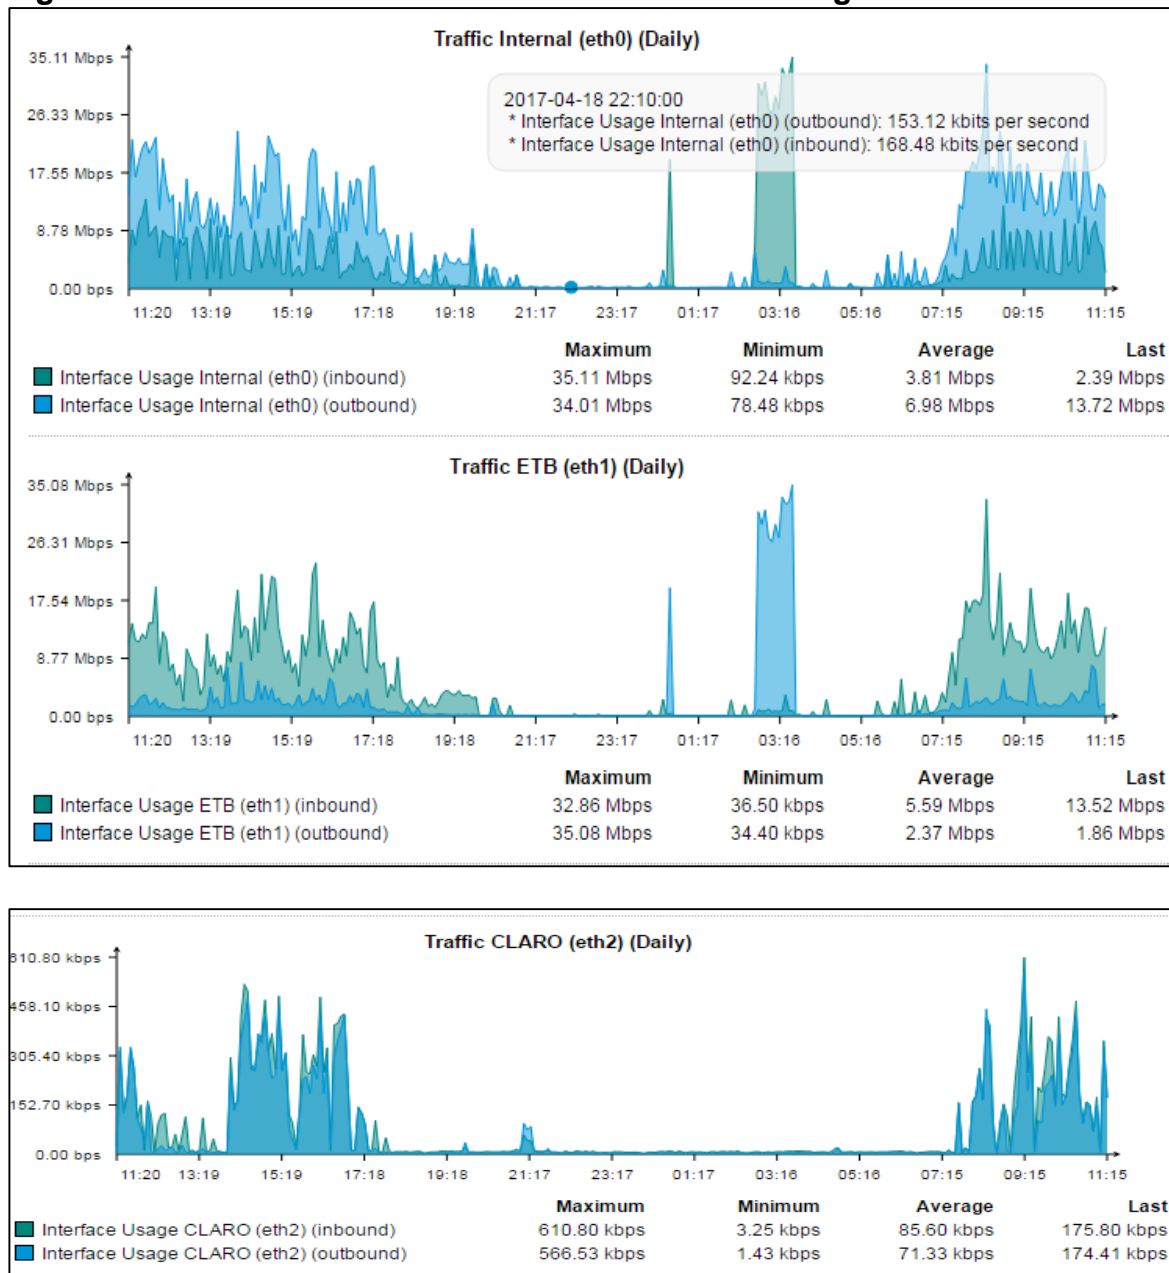 Traffic Internal (eth0) (Daily)
35.11 Mbps
26.33 Mbps
17.55 Mbps
8.78 Mbps
0.00 bps
2017-04-18 22:10:00
* Interface Usage Internal (eth0) (outbound): 153.12 kbits per second
* Interface Usage Internal (eth0) (inbound): 168.48 kbits per second
11:20 13:19 15:19 17:18 19:18 21:17 23:17 01:17 03:16 05:16 07:15 09:15 11:15
Maximum Minimum Average Last
Interface Usage Internal (eth0) (inbound) 35.11 Mbps 92.24 kbps 3.81 Mbps 2.39 Mbps
Interface Usage Internal (eth0) (outbound) 34.01 Mbps 78.48 kbps 6.98 Mbps 13.72 Mbps
Traffic ETB (eth1) (Daily)
35.08 Mbps
26.31 Mbps
17.54 Mbps
8.77 Mbps
0.00 bps
11:20 13:19 15:19 17:18 19:18 21:17 23:17 01:17 03:16 05:16 07:15 09:15 11:15
Maximum Minimum Average Last
Interface Usage ETB (eth1) (inbound) 32.86 Mbps 36.50 kbps 5.59 Mbps 13.52 Mbps
Interface Usage ETB (eth1) (outbound) 35.08 Mbps 34.40 kbps 2.37 Mbps 1.86 Mbps
Traffic CLARO (eth2) (Daily)
610.80 kbps
458.10 kbps
305.40 kbps
152.70 kbps
0.00 bps
11:20 13:19 15:19 17:18 19:18 21:17 23:17 01:17 03:16 05:16 07:15 09:15 11:15
Maximum Minimum Average Last
Interface Usage CLARO (eth2) (inbound) 610.80 kbps 3.25 kbps 85.60 kbps 175.80 kbps
Interface Usage CLARO (eth2) (outbound) 566.53 kbps 1.43 kbps 71.33 kbps 174.41 kbps